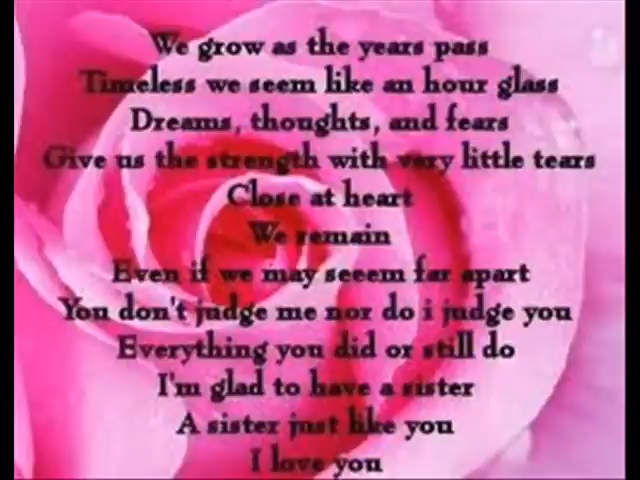 We grow as the years pass
Timeless we seem like an hour glass
Dreams, thoughts, and fears
Give us the strength with very little tears
Close at heart
We remain
Even if we may seeem far apart
You don't judge me nor do i judge you
Everything you did or still do
I'm glad to have a sister
A sister just like you
I love you